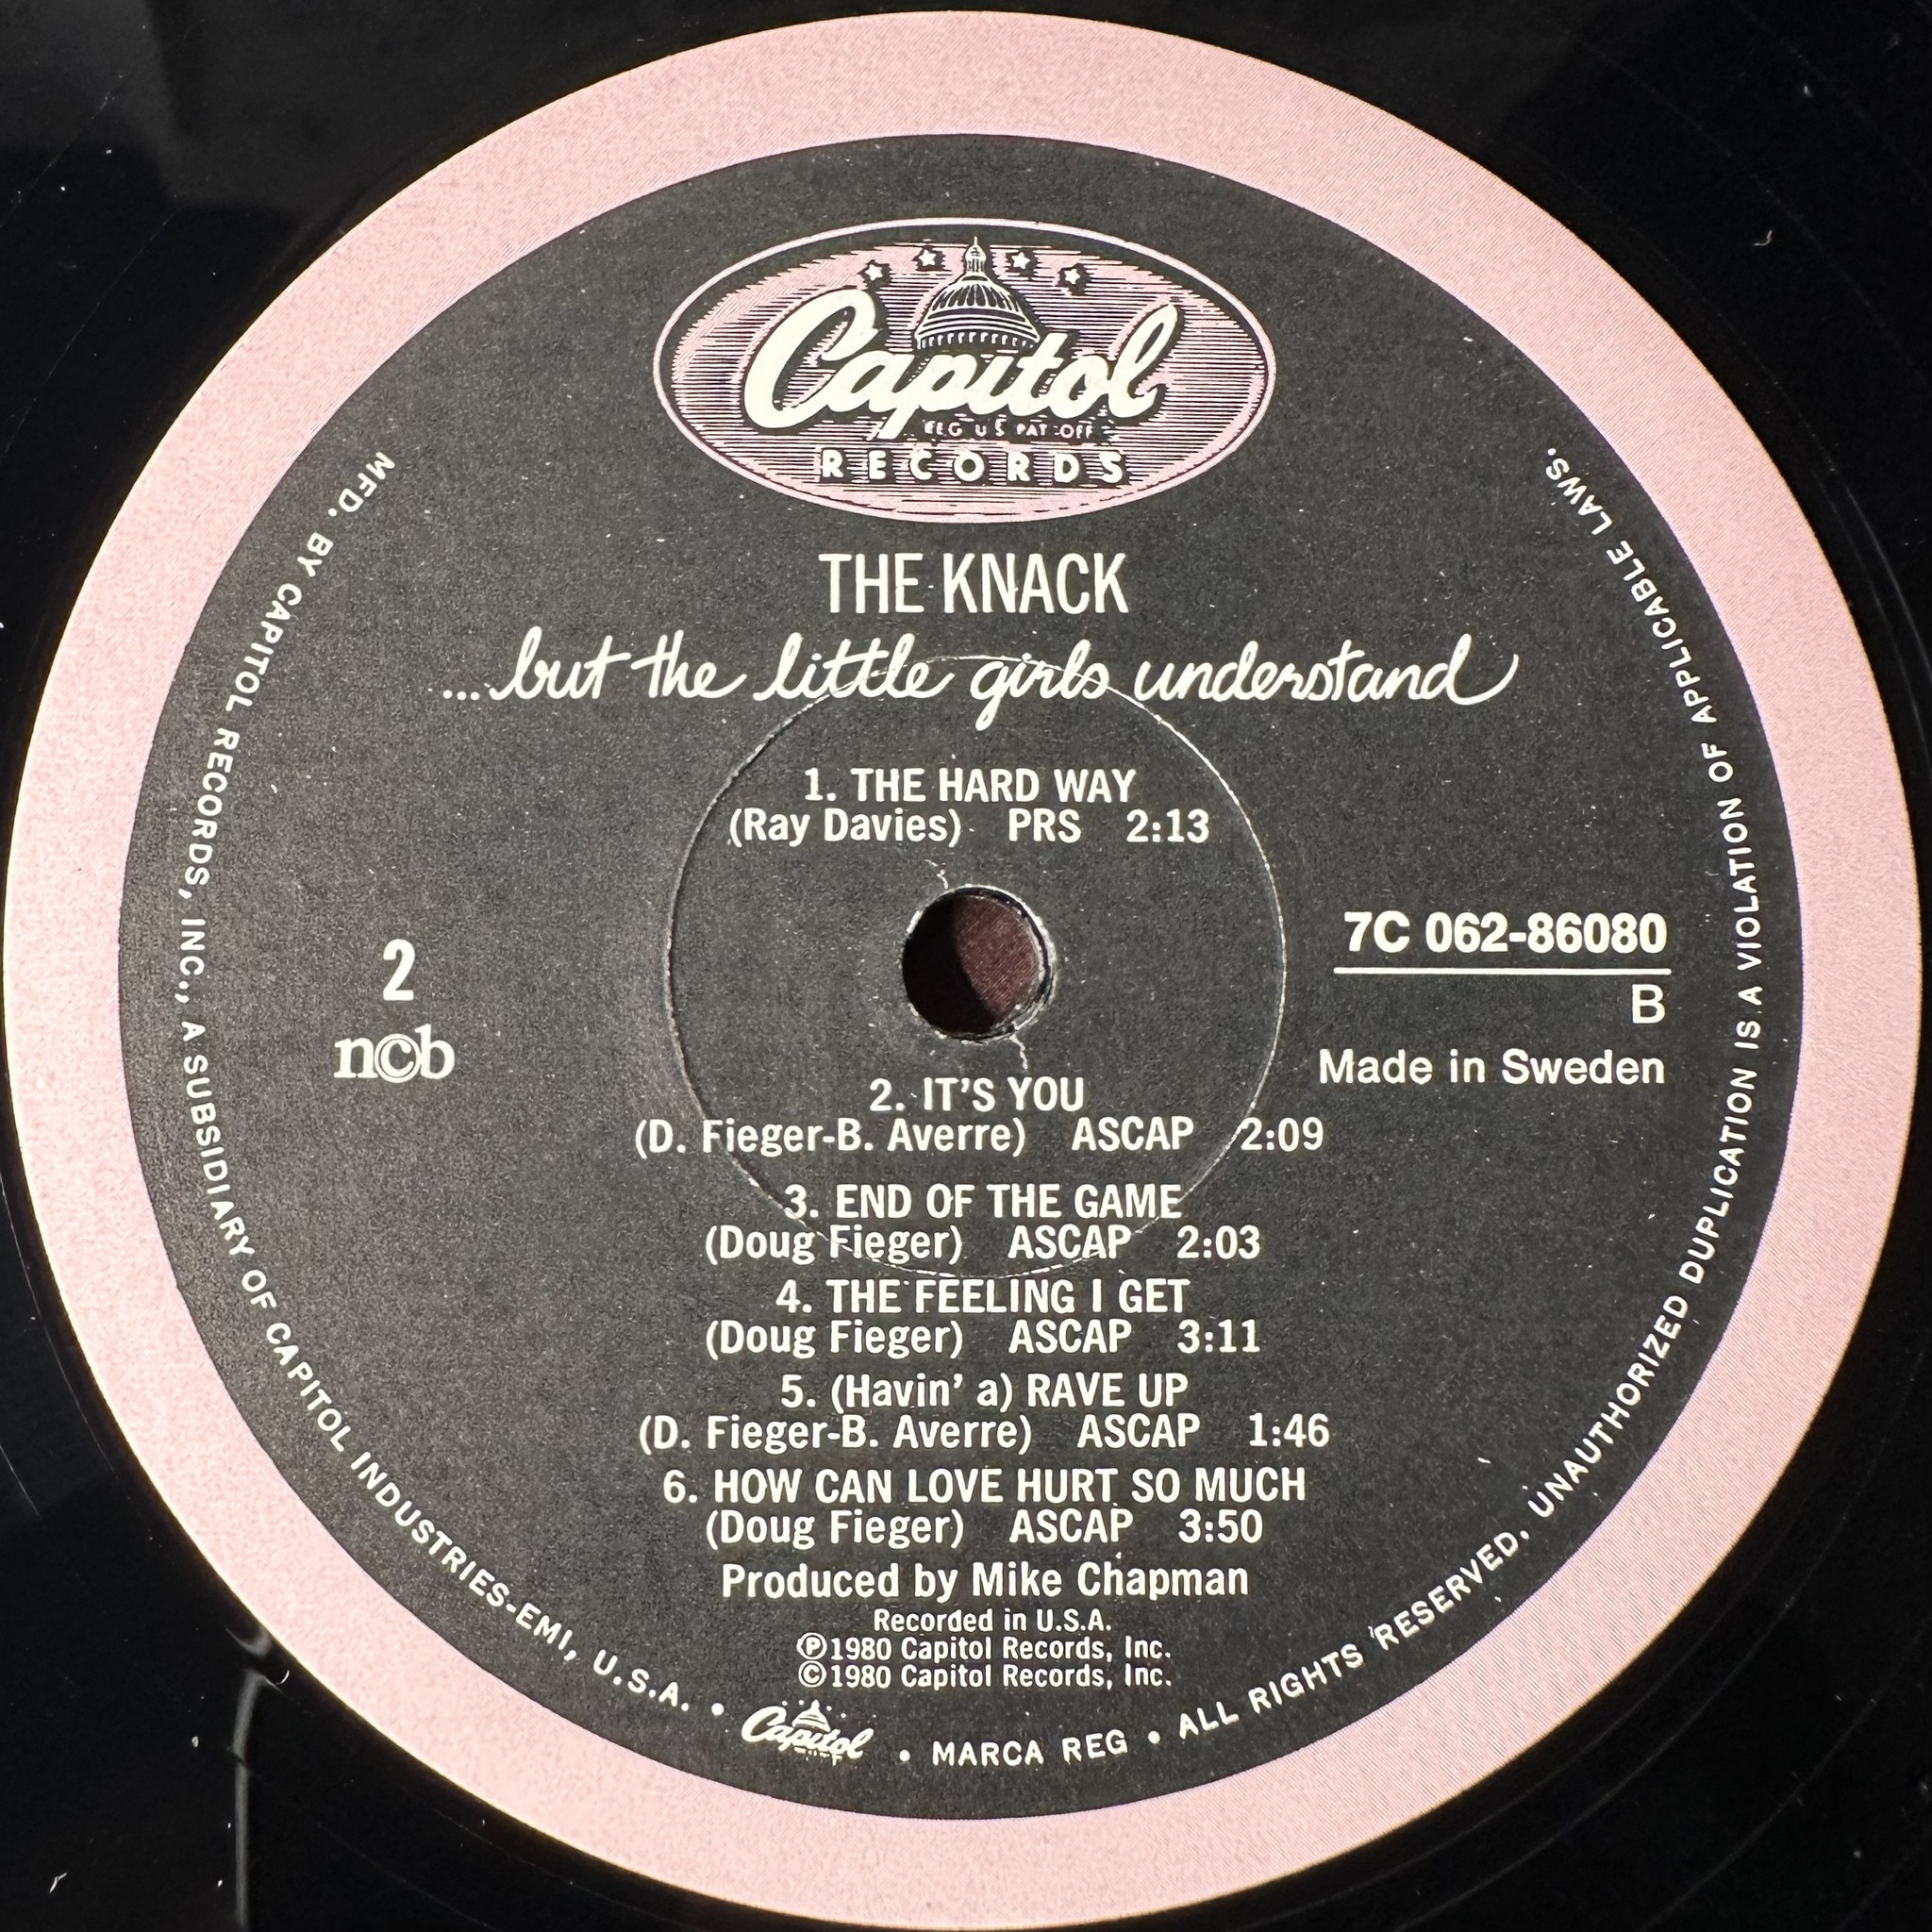 Capitol
REG U S PAT OFF
RECORDS
THE KNACK
...but the little girls understand
1. THE HARD WAY
(Ray Davies) PRS 2:13
2
n©b
7C 062-86080
B
Made in Sweden
2. IT'S YOU
(D. Fieger-B. Averre) ASCAP 2:09
3. END OF THE GAME
(Doug Fieger) ASCAP 2:03
4. THE FEELING I GET
(Doug Fieger) ASCAP 3:11
5. (Havin' a) RAVE UP
(D. Fieger-B. Averre) ASCAP 1:46
6. HOW CAN LOVE HURT SO MUCH
(Doug Fieger) ASCAP 3:50
Produced by Mike Chapman
Recorded in U.S.A.
℗1980 Capitol Records, Inc.
©1980 Capitol Records, Inc.
MFD. BY CAPITOL RECORDS, INC., A SUBSIDIARY OF CAPITOL INDUSTRIES-EMI, U.S.A. • Capitol • MARCA REG • ALL RIGHTS RESERVED. UNAUTHORIZED DUPLICATION IS A VIOLATION OF APPLICABLE LAWS.